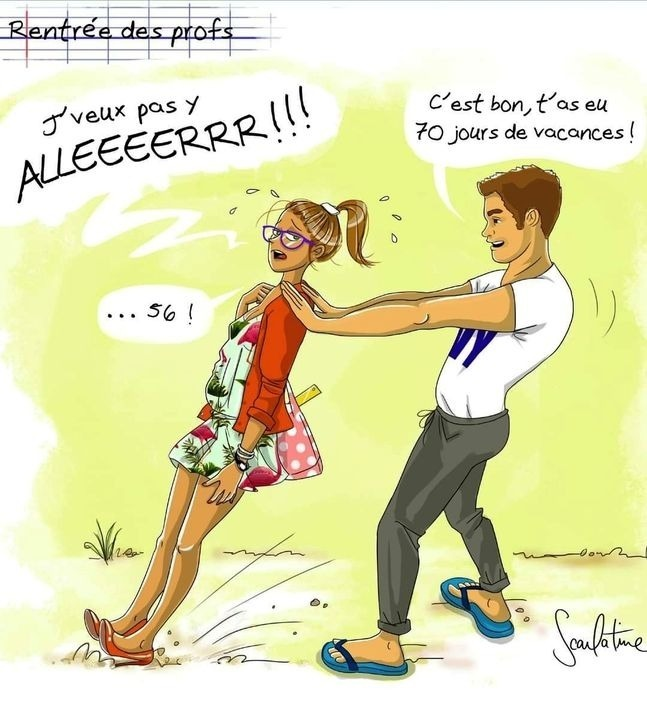 Rentrée des profs
J'veux pas y
ALLEEEERRR!!!
C'est bon, t'as eu
70 jours de vacances!
... 56 !
Scarlatine